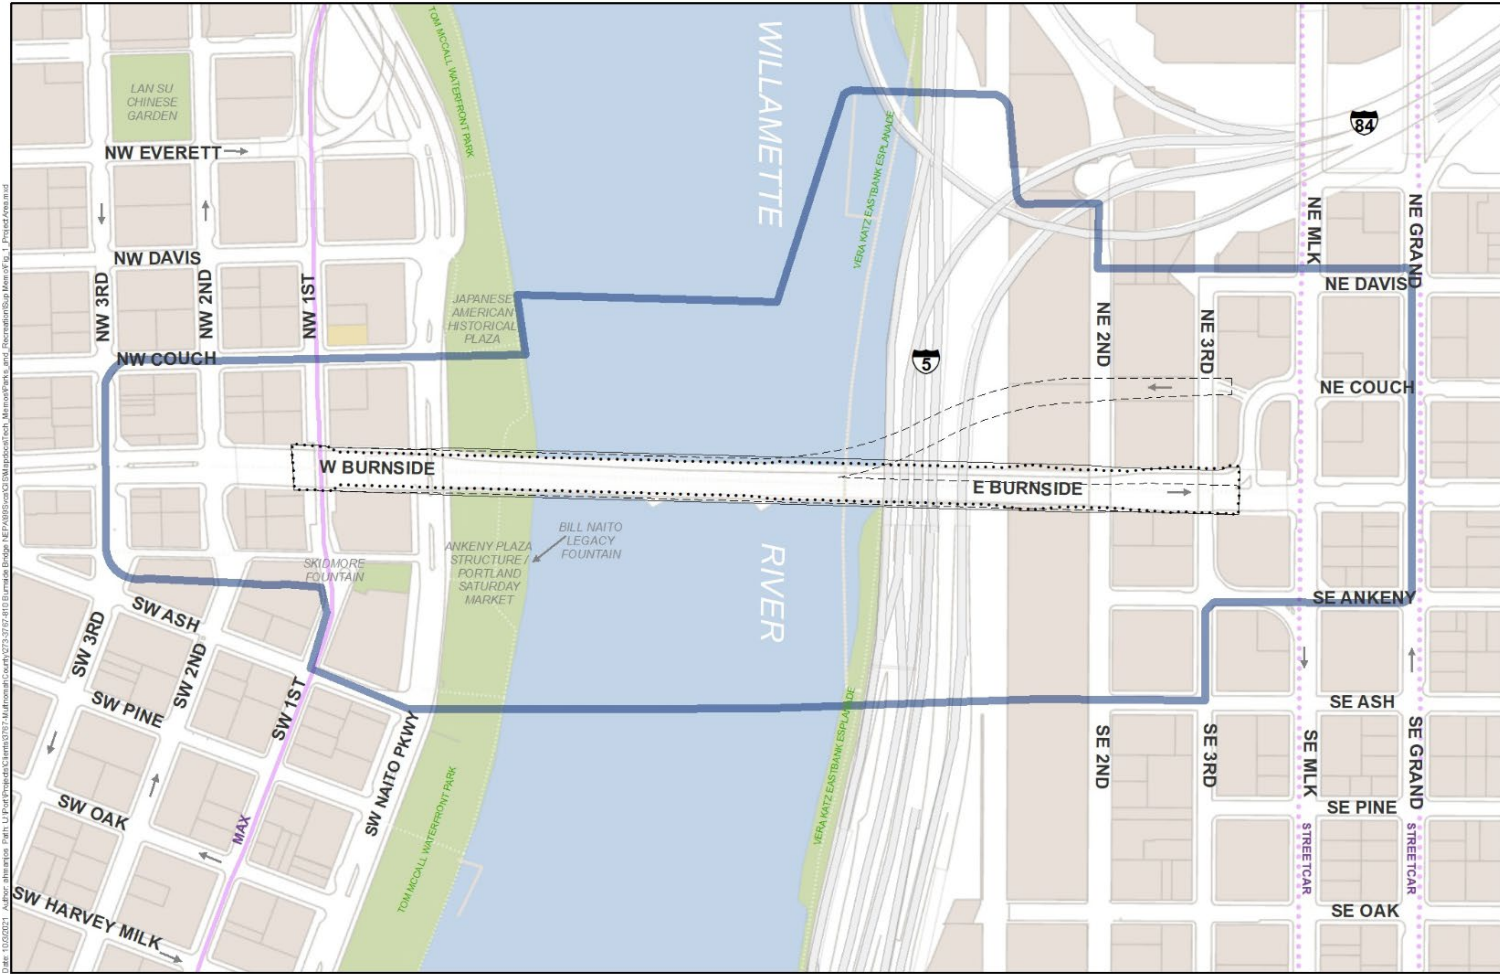 WILLAMETTE
RIVER
TOM MCCALL WATERFRONT PARK
LAN SU
CHINESE
GARDEN
84
NW EVERETT
VERA KATZ EASTBANK ESPLANADE
NE MLK
NE GRAND
NW DAVIS
NE DAVIS
NW 3RD
NW 2ND
NW 1ST
JAPANESE
AMERICAN
HISTORICAL
PLAZA
NE 2ND
NE 3RD
5
NW COUCH
NE COUCH
W BURNSIDE
E BURNSIDE
BILL NAITO
LEGACY
FOUNTAIN
ANKENY PLAZA
STRUCTURE /
PORTLAND
SATURDAY
MARKET
SKIDMORE
FOUNTAIN
SE ANKENY
SW ASH
SW 3RD
SW 2ND
SW 1ST
SW PINE
SE ASH
SW NAITO PKWY
VERA KATZ EASTBANK ESPLANADE
SE 2ND
SE 3RD
SE MLK
SE GRAND
SW OAK
MAX
TOM MCCALL WATERFRONT PARK
SE PINE
STREETCAR
STREETCAR
SW HARVEY MILK
SE OAK